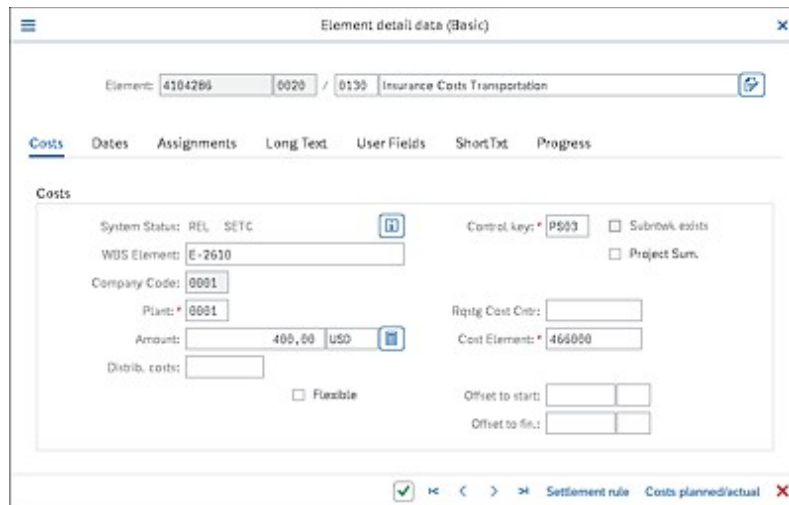 Element detail data (Basic)
Element: 4104286 0020 / 0130 Insurance Costs Transportation
Costs Dates Assignments Long Text User Fields ShortTxt Progress
Costs
System Status: REL SETC Control key: * PS03 Subntwk exists
WBS Element: E-2610 Project Sum.
Company Code: 0001
Plant: * 0001 Rqstg Cost Cntr:
Amount: 400,00 USD Cost Element: * 466000
Distrib. costs:
Flexible Offset to start:
Offset to fin.:
Settlement rule Costs planned/actual